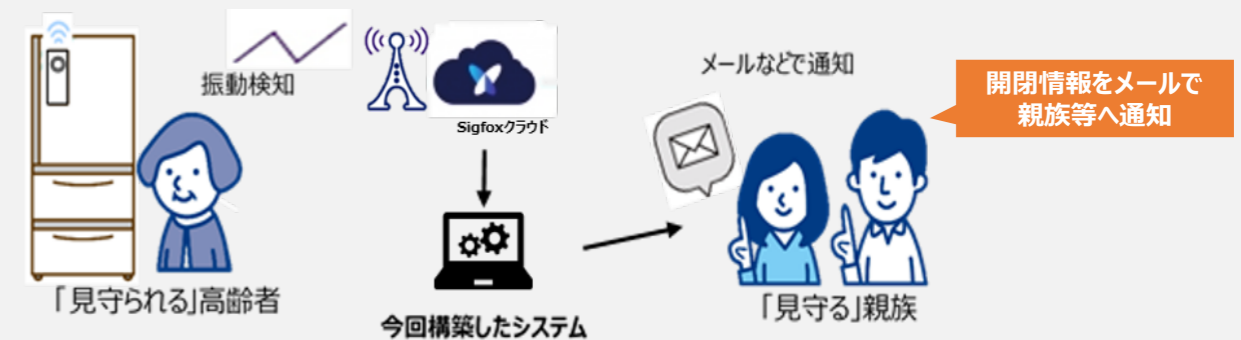 振動検知
Sigfoxクラウド
メールなどで通知
開閉情報をメールで
親族等へ通知
「見守られる」高齢者
今回構築したシステム
「見守る」親族